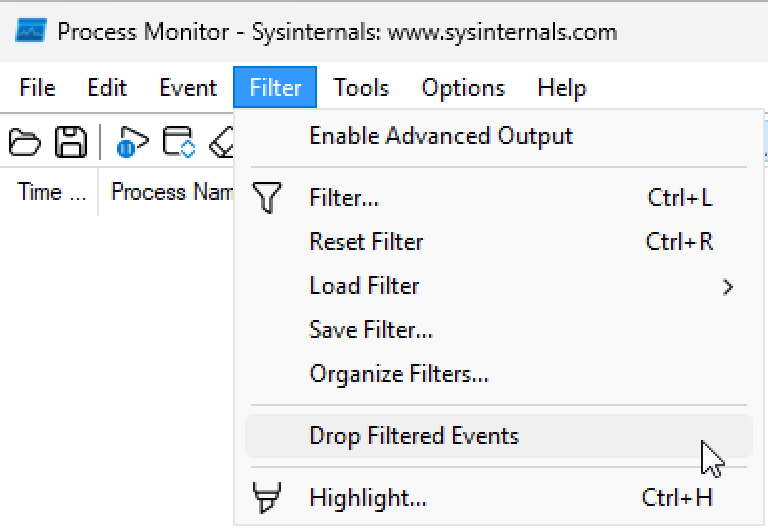 Process Monitor - Sysinternals: www.sysinternals.com
File Edit Event Filter Tools Options Help
Enable Advanced Output
Time ... Process Nam
Filter... Ctrl+L
Reset Filter Ctrl+R
Load Filter
Save Filter...
Organize Filters...
Drop Filtered Events
Highlight... Ctrl+H